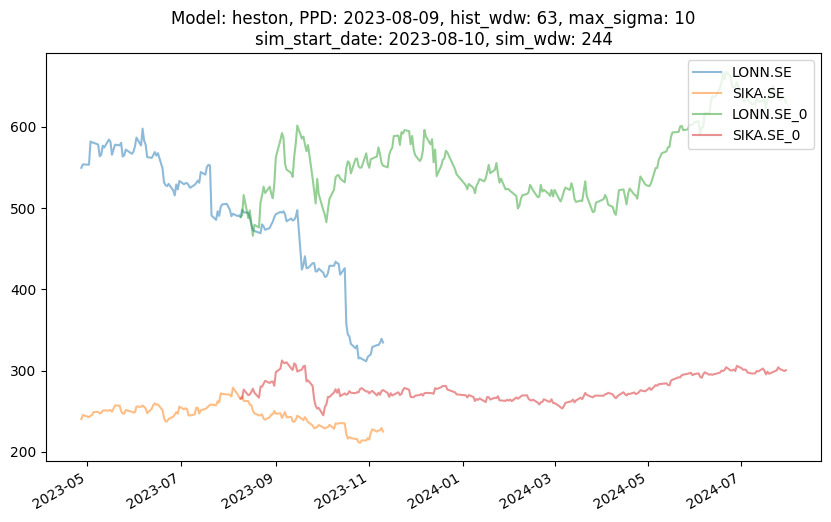 Model: heston, PPD: 2023-08-09, hist_wdw: 63, max_sigma: 10
sim_start_date: 2023-08-10, sim_wdw: 244
LONN.SE
SIKA.SE
LONN.SE_0
SIKA.SE_0
600
500
400
300
200
2023-05
2023-07
2023-09
2023-11
2024-01
2024-03
2024-05
2024-07